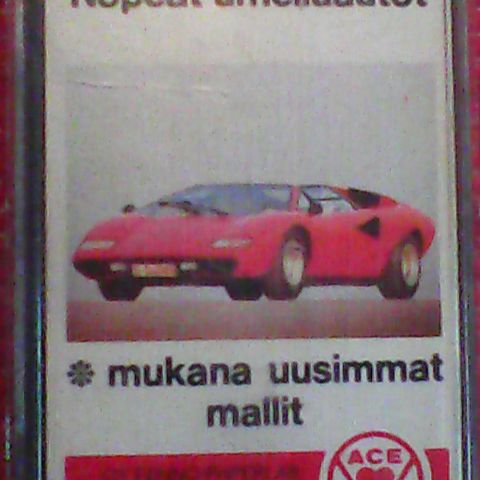 Nopeat urheiluautot
❋ mukana uusimmat
mallit
ACE